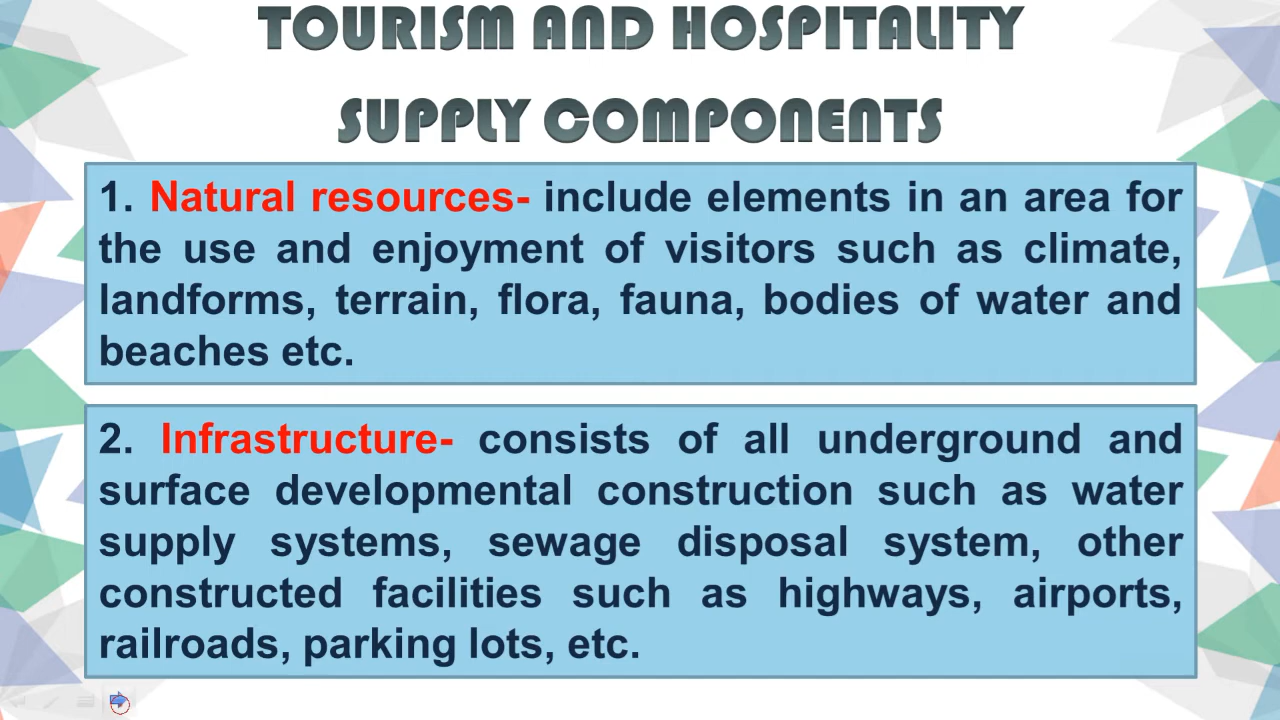 TOURISM AND HOSPITALITY
SUPPLY COMPONENTS
1. Natural resources- include elements in an area for
the use and enjoyment of visitors such as climate,
landforms, terrain, flora, fauna, bodies of water and
beaches etc.
2. Infrastructure- consists of all underground and
surface developmental construction such as water
supply systems, sewage disposal system, other
constructed facilities such as highways, airports,
railroads, parking lots, etc.